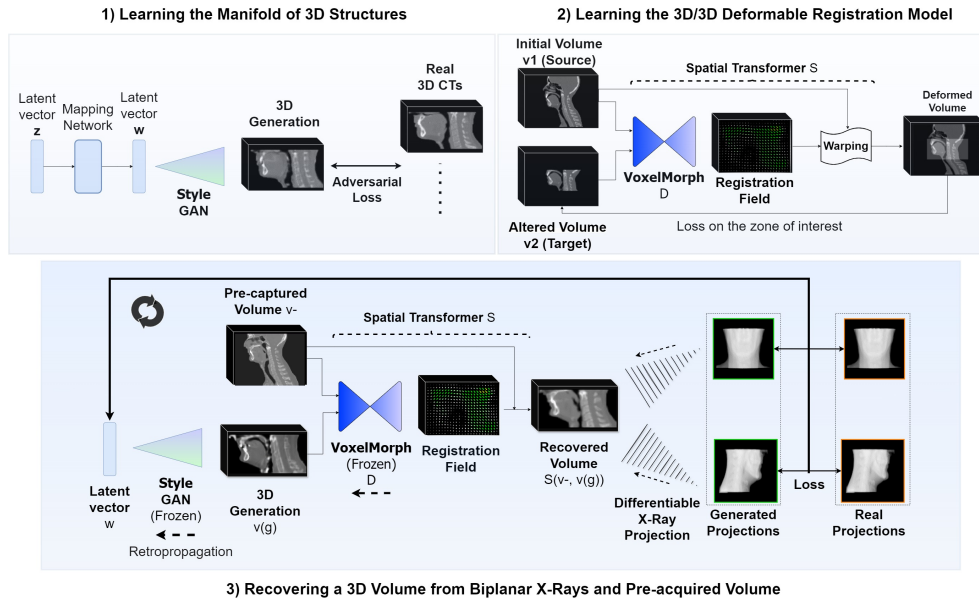 1) Learning the Manifold of 3D Structures
Latent
vector
z
Mapping
Network
Latent
vector
w
Style
GAN
3D
Generation
Adversarial
Loss
Real
3D CTs
2) Learning the 3D/3D Deformable Registration Model
Initial Volume
v1 (Source)
Spatial Transformer S
Altered Volume
v2 (Target)
VoxelMorph
D
Registration
Field
Warping
Deformed
Volume
Loss on the zone of interest
Pre-captured
Volume v-
Spatial Transformer S
Latent
vector
w
Style
GAN
(Frozen)
Retropropagation
3D
Generation
v(g)
VoxelMorph
(Frozen)
D
Registration
Field
Recovered
Volume
S(v-, v(g))
Differentiable
X-Ray
Projection
Generated
Projections
Loss
Real
Projections
3) Recovering a 3D Volume from Biplanar X-Rays and Pre-acquired Volume